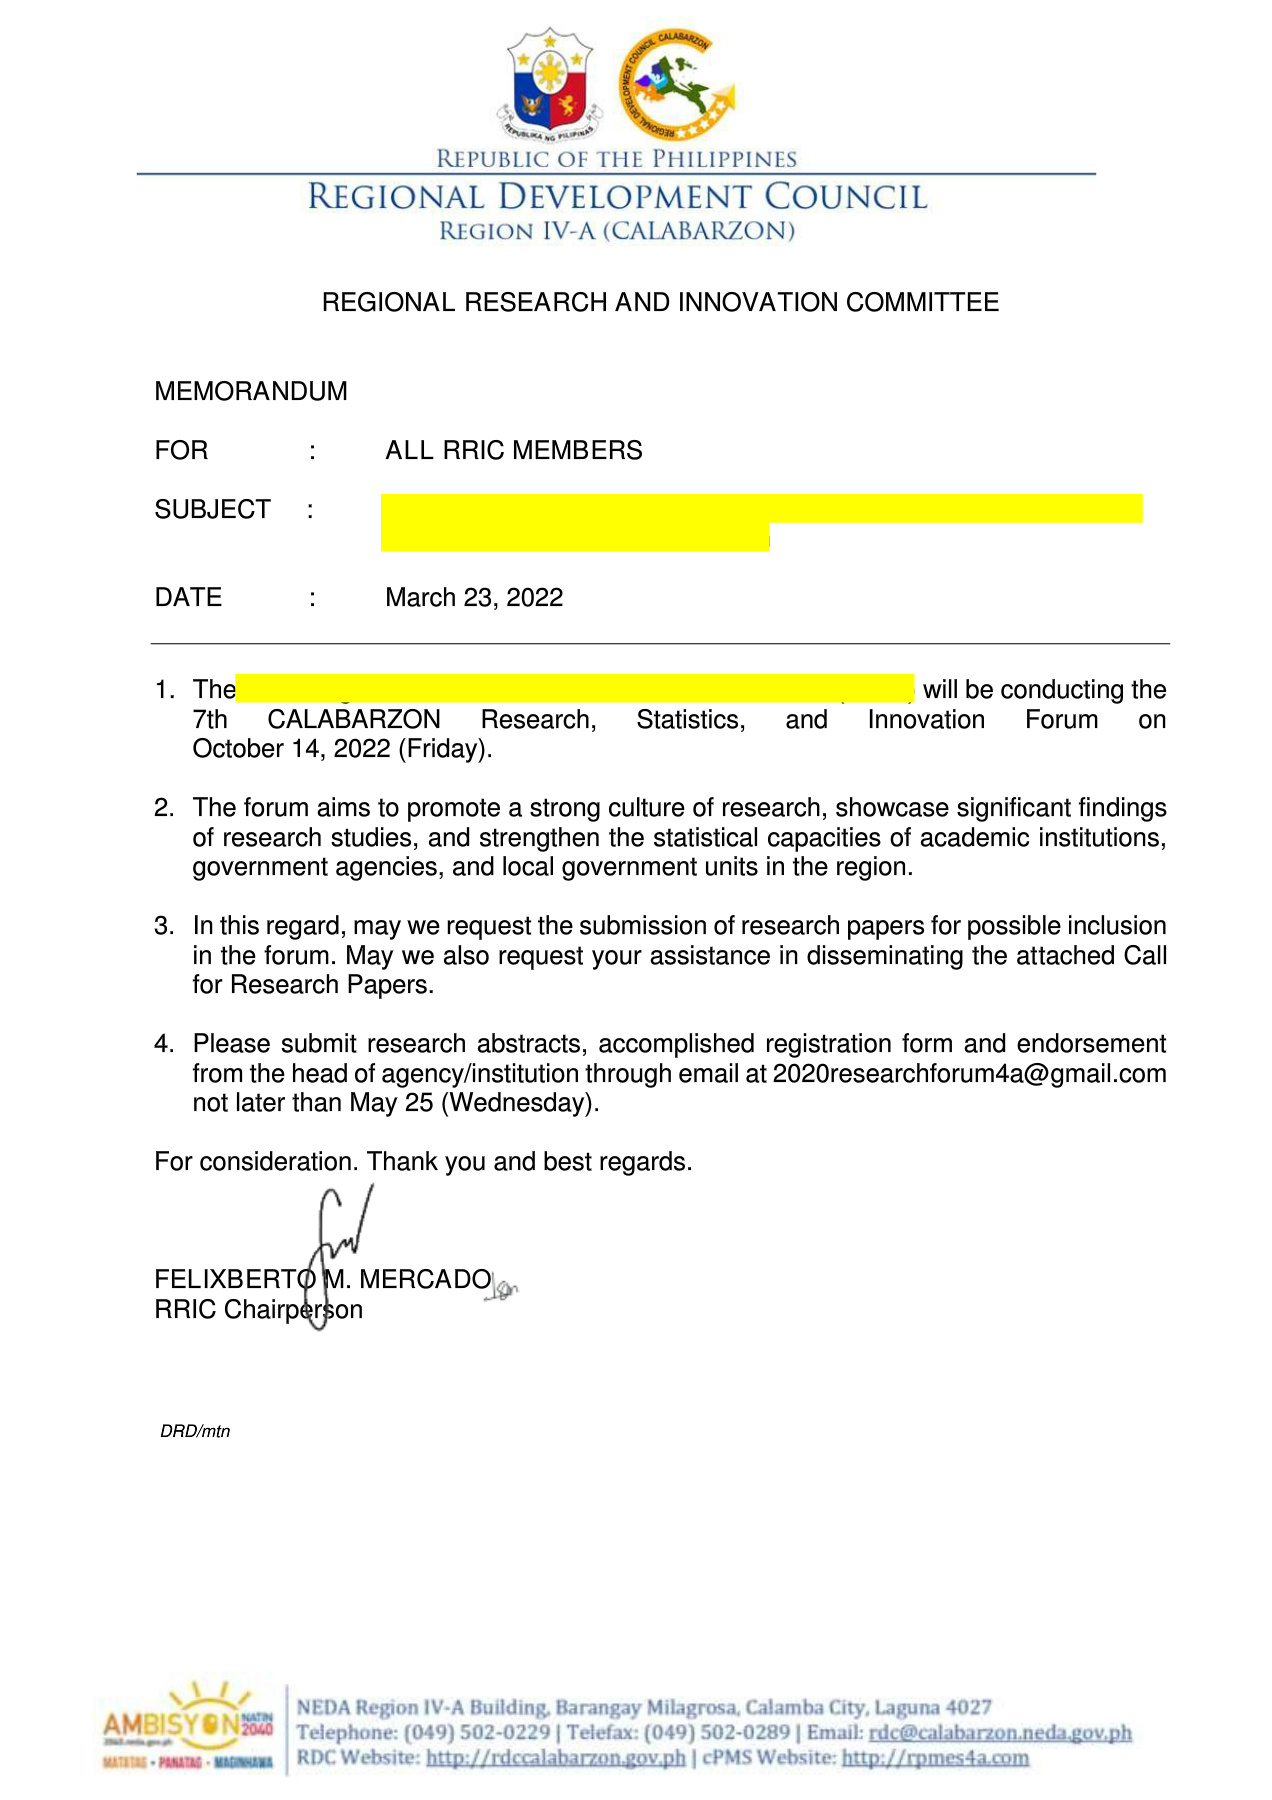 REPUBLIKA NG PILIPINAS
REGIONAL DEVELOPMENT COUNCIL CALABARZON
REPUBLIC OF THE PHILIPPINES
REGIONAL DEVELOPMENT COUNCIL
REGION IV-A (CALABARZON)
REGIONAL RESEARCH AND INNOVATION COMMITTEE
MEMORANDUM
FOR : ALL RRIC MEMBERS
SUBJECT :
DATE : March 23, 2022
1. The will be conducting the
7th CALABARZON Research, Statistics, and Innovation Forum on
October 14, 2022 (Friday).
2. The forum aims to promote a strong culture of research, showcase significant findings
of research studies, and strengthen the statistical capacities of academic institutions,
government agencies, and local government units in the region.
3. In this regard, may we request the submission of research papers for possible inclusion
in the forum. May we also request your assistance in disseminating the attached Call
for Research Papers.
4. Please submit research abstracts, accomplished registration form and endorsement
from the head of agency/institution through email at 2020researchforum4a@gmail.com
not later than May 25 (Wednesday).
For consideration. Thank you and best regards.
FELIXBERTO M. MERCADO
RRIC Chairperson
DRD/mtn
AMBISYON NATIN 2040
2040.neda.gov.ph
MATATAG • PANATAG • MAGINHAWA
NEDA Region IV-A Building, Barangay Milagrosa, Calamba City, Laguna 4027
Telephone: (049) 502-0229 | Telefax: (049) 502-0289 | Email: rdc@calabarzon.neda.gov.ph
RDC Website: http://rdccalabarzon.gov.ph | cPMS Website: http://rpmes4a.com